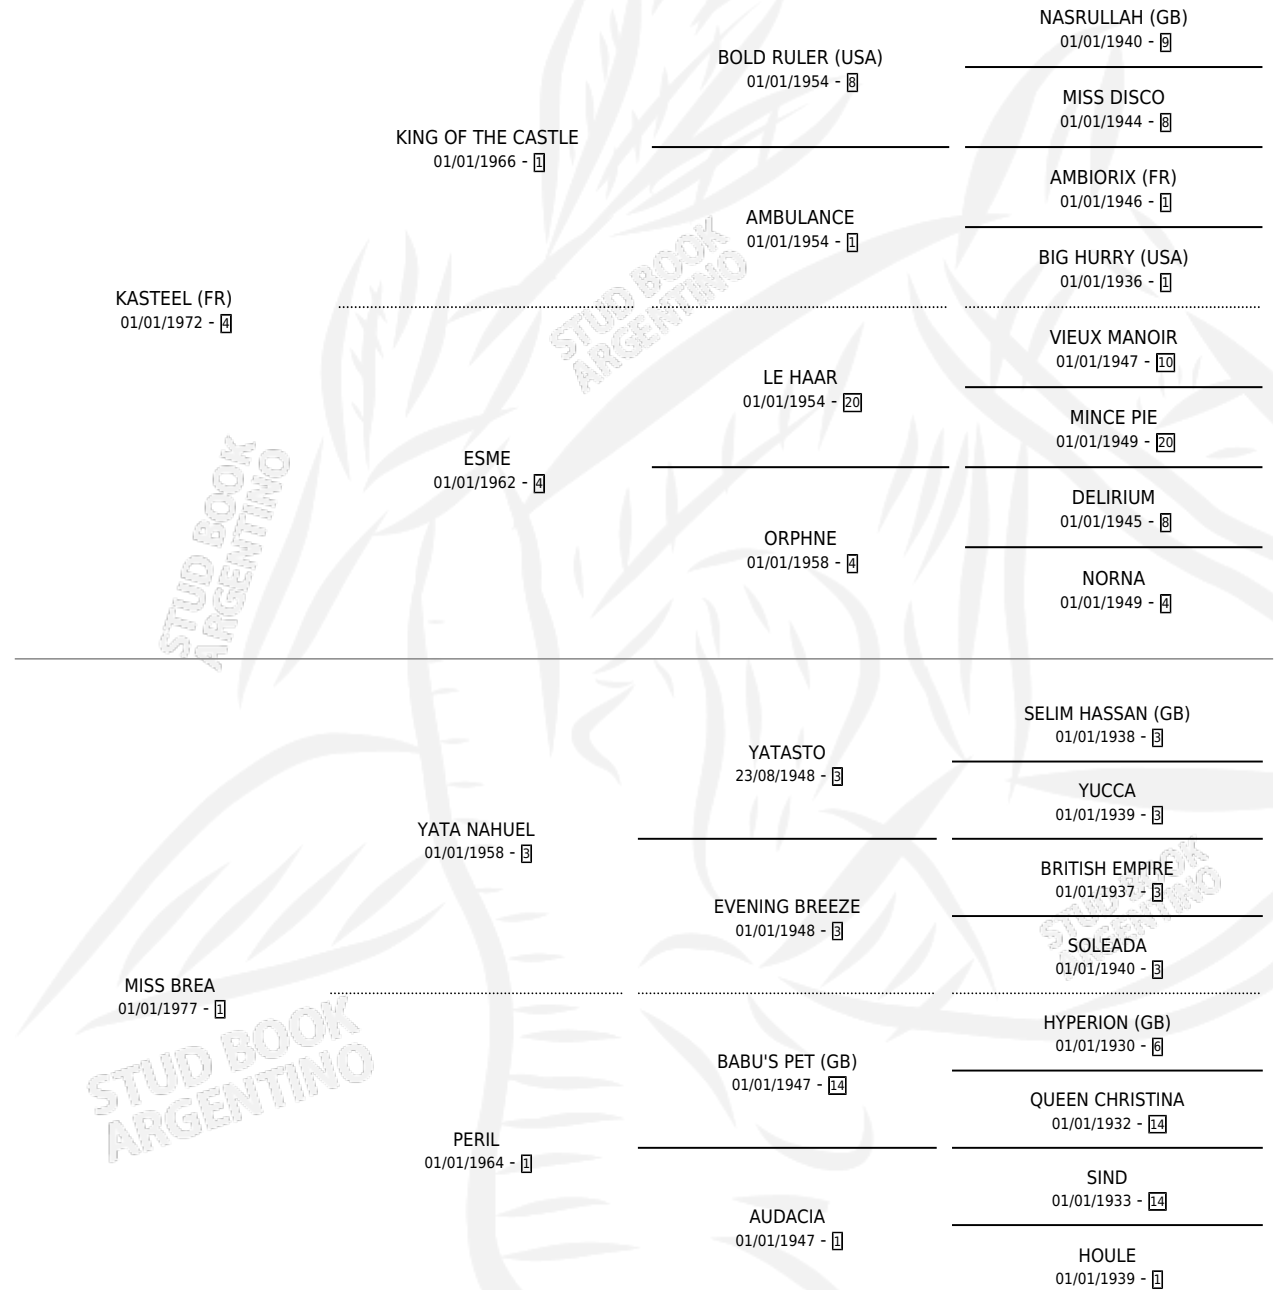 NASRULLAH (GB)
01/01/1940 - 9
BOLD RULER (USA)
01/01/1954 - 8
MISS DISCO
01/01/1944 - 8
KING OF THE CASTLE
01/01/1966 - 1
AMBIORIX (FR)
01/01/1946 - 1
AMBULANCE
01/01/1954 - 1
BIG HURRY (USA)
01/01/1936 - 1
KASTEEL (FR)
01/01/1972 - 4
VIEUX MANOIR
01/01/1947 - 10
LE HAAR
01/01/1954 - 20
MINCE PIE
01/01/1949 - 20
ESME
01/01/1962 - 4
DELIRIUM
01/01/1945 - 8
ORPHNE
01/01/1958 - 4
NORNA
01/01/1949 - 4
STUD BOOK
ARGENTINO
STUD BOOK
ARGENTINO
SELIM HASSAN (GB)
01/01/1938 - 3
YATASTO
23/08/1948 - 3
YUCCA
01/01/1939 - 3
YATA NAHUEL
01/01/1958 - 3
BRITISH EMPIRE
01/01/1937 - 3
EVENING BREEZE
01/01/1948 - 3
SOLEADA
01/01/1940 - 3
MISS BREA
01/01/1977 - 1
HYPERION (GB)
01/01/1930 - 6
BABU'S PET (GB)
01/01/1947 - 14
QUEEN CHRISTINA
01/01/1932 - 14
PERIL
01/01/1964 - 1
SIND
01/01/1933 - 14
AUDACIA
01/01/1947 - 1
HOULE
01/01/1939 - 1
STUD BOOK
ARGENTINO
STUD BOOK
ARGENTINO